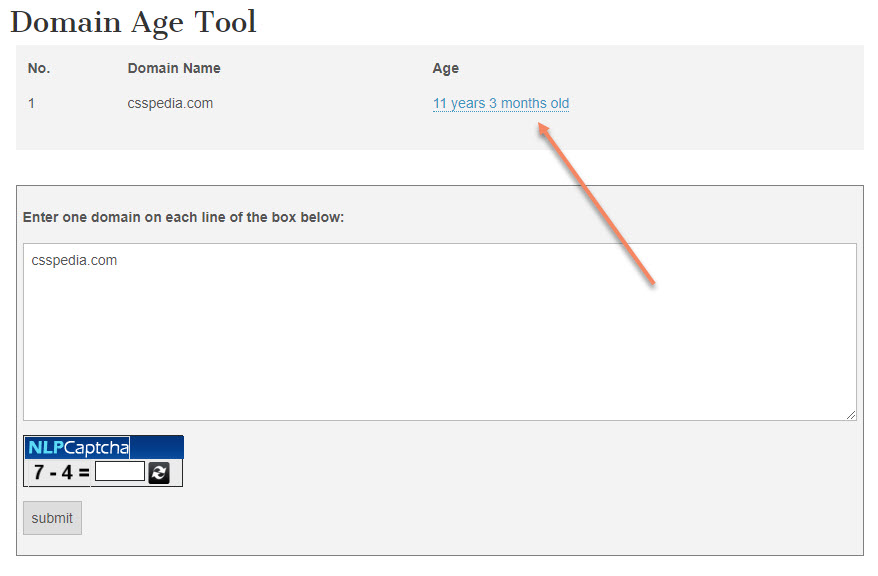 Domain Age Tool
No. Domain Name Age
1 csspedia.com 11 years 3 months old
Enter one domain on each line of the box below:
csspedia.com
NLPCaptcha
7 - 4 =
submit